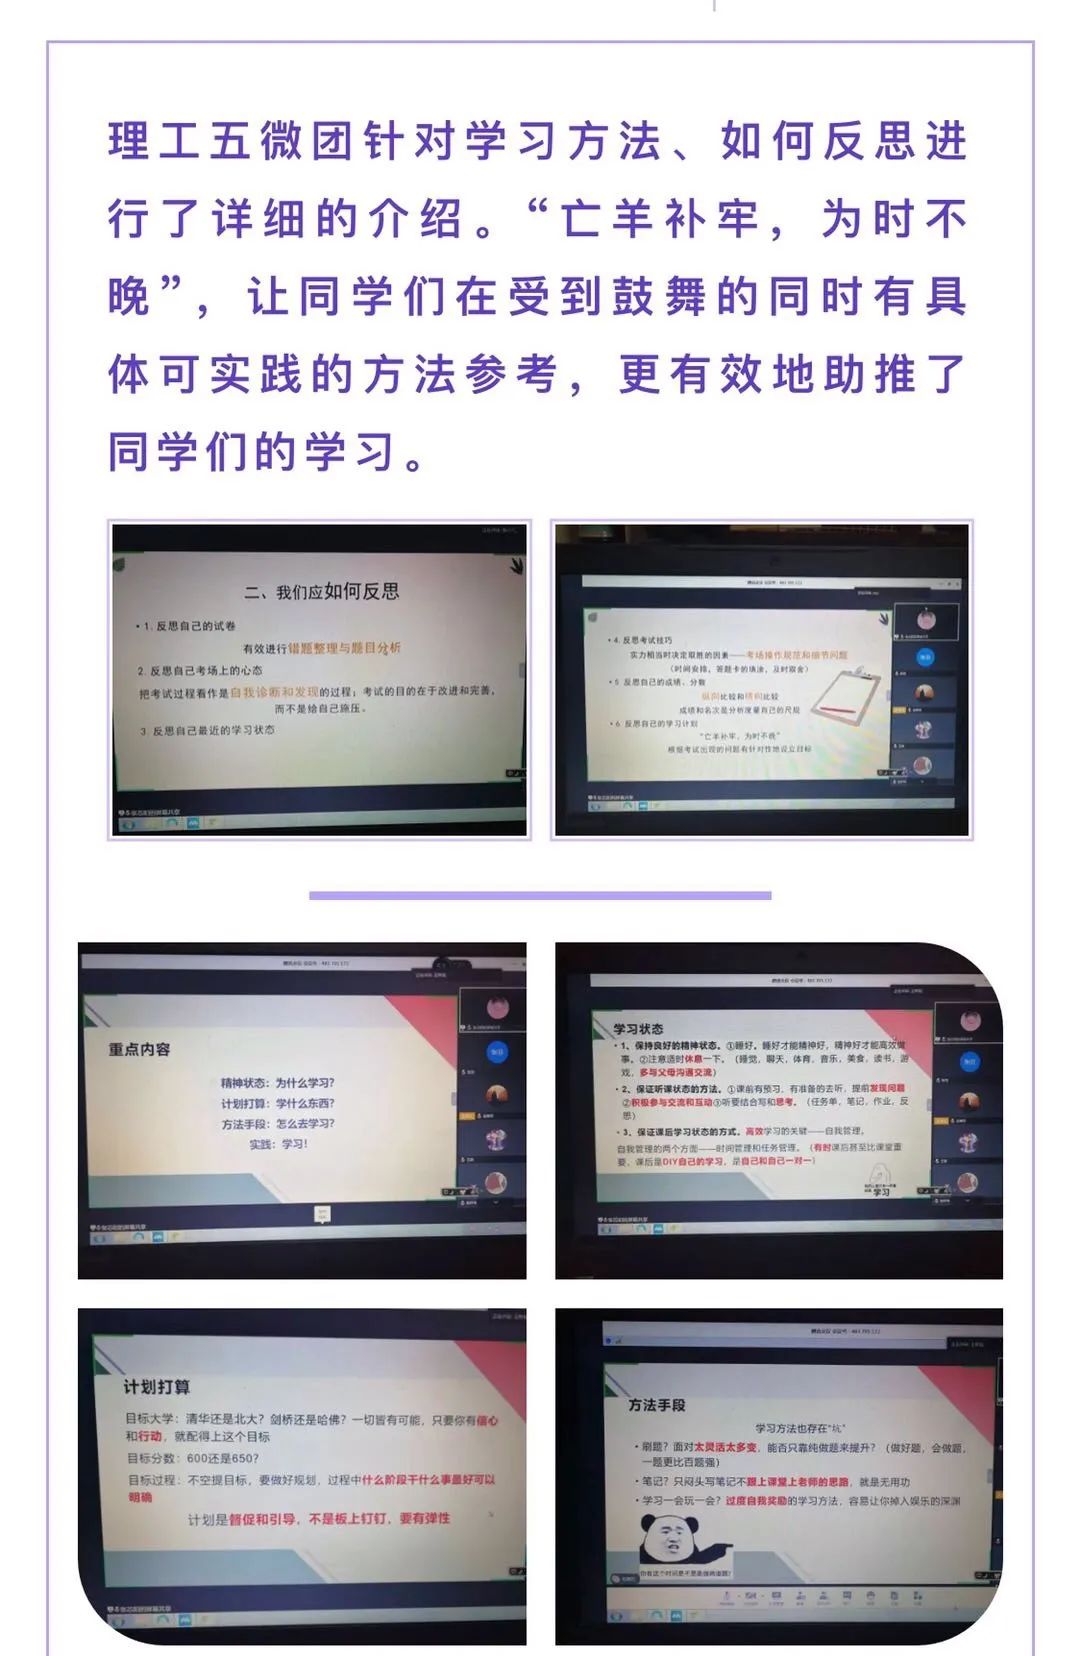 理工五微团针对学习方法、如何反思进
行了详细的介绍。“亡羊补牢，为时不
晚”，让同学们在受到鼓舞的同时有具
体可实践的方法参考，更有效地助推了
同学们的学习。
二、我们应如何反思
• 1. 反思自己的试卷
有效进行错题整理与题目分析
2. 反思自己考场上的心态
把考试过程看作是自我诊断和发现的过程；考试的目的在于改进和完善，
而不是给自己施压。
3. 反思自己最近的学习状态
• 4. 反思考试技巧
实力相当时决定取胜的因素——考场操作规范和细节问题
（时间安排，答题卡的填涂，及时取舍）
• 5. 反思自己的成绩、分数
纵向比较和横向比较
成绩和名次是分析度量自己的尺规
• 6. 反思自己的学习计划
“亡羊补牢，为时不晚”
根据考试出现的问题有针对性地设立目标
重点内容
精神状态：为什么学习？
计划打算：学什么东西？
方法手段：怎么去学习？
实践：学习！
学习状态
• 1、保持良好的精神状态。①睡好。睡好才能精神好，精神好才能高效做
事。②注意适时休息一下。（睡觉，聊天，体育，音乐，美食，读书，游
戏，多与父母沟通交流）
• 2、保证听课状态的方法。①课前有预习，有准备的去听，提前发现问题
②积极参与交流和互动③听要结合写和思考。（任务单，笔记，作业，反
思）
• 3、保证课后学习状态的方式。高效学习的关键——自我管理。
自我管理的两个方面——时间管理和任务管理。（有时课后甚至比课堂重
要，课后是DIY自己的学习，是自己和自己一对一）
学习
计划打算
目标大学：清华还是北大？剑桥还是哈佛？一切皆有可能，只要你有信心
和行动，就配得上这个目标
目标分数：600还是650？
目标过程：不空提目标，要做好规划，过程中什么阶段干什么事最好可以
明确
计划是督促和引导，不是板上钉钉，要有弹性
方法手段
学习方法也存在“坑”
• 刷题？面对太灵活太多变，能否只靠纯做题来提升？（做好题，会做题，
一题更比百题强）
• 笔记？只闷头写笔记不跟上课堂上老师的思路，就是无用功
• 学习一会玩一会？过度自我奖励的学习方法，容易让你掉入娱乐的深渊
你有这个时间是不是能做两道题？